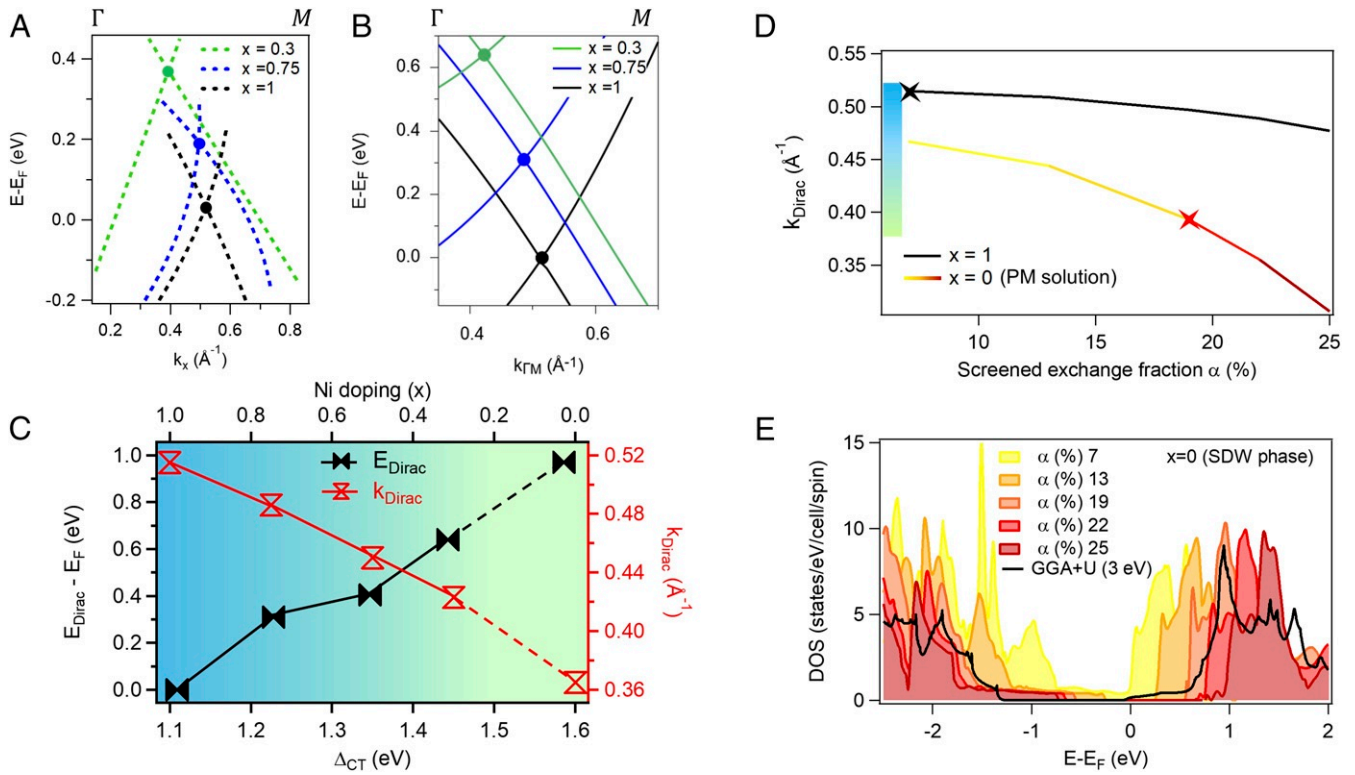 A
Γ
M
x = 0.3
x =0.75
x =1
0.4
0.2
0.0
-0.2
E-E_F (eV)
0.2
0.4
0.6
0.8
k_x (Å⁻¹)
B
Γ
M
x = 0.3
x =0.75
x =1
0.6
0.4
0.2
0.0
E-E_F (eV)
0.4
0.6
k_ΓM (Å⁻¹)
D
0.55
0.50
0.45
0.40
0.35
k_Dirac (Å⁻¹)
x = 1
x = 0 (PM solution)
10
15
20
25
Screened exchange fraction α (%)
C
Ni doping (x)
1.0
0.8
0.6
0.4
0.2
0.0
1.0
0.8
0.6
0.4
0.2
0.0
E_Dirac - E_F (eV)
E_Dirac
k_Dirac
0.52
0.48
0.44
0.40
0.36
k_Dirac (Å⁻¹)
1.1
1.2
1.3
1.4
1.5
1.6
Δ_CT (eV)
E
15
10
5
0
DOS (states/eV/cell/spin)
α (%) 7
α (%) 13
α (%) 19
α (%) 22
α (%) 25
GGA+U (3 eV)
x=0 (SDW phase)
-2
-1
0
1
2
E-E_F (eV)